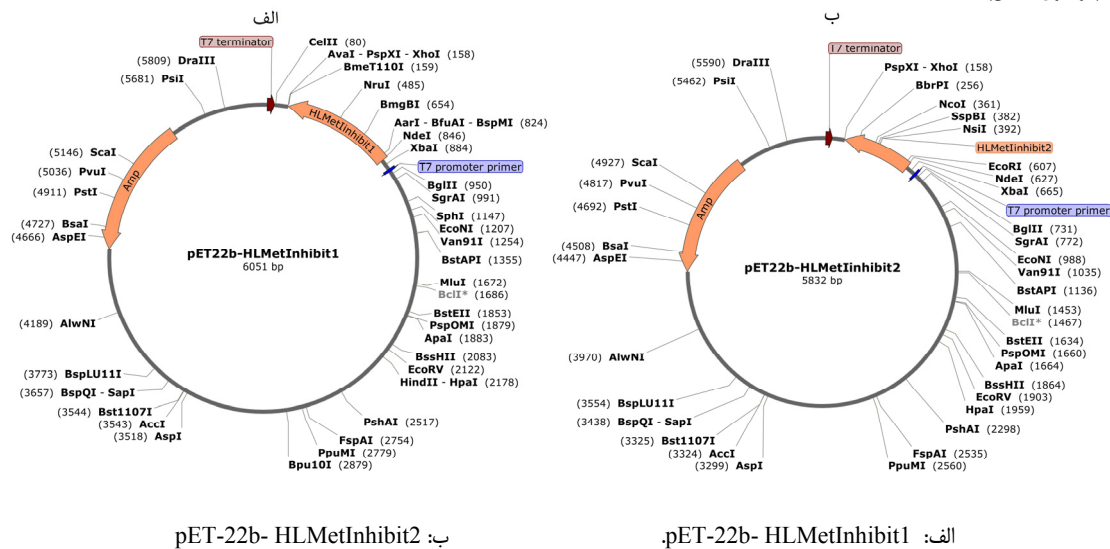 الف
T7 terminator
CelII (80)
AvaI - PspXI - XhoI (158)
BmeT110I (159)
NruI (485)
BmgBI (654)
AarI - BfuAI - BspMI (824)
NdeI (846)
XbaI (884)
T7 promoter primer
BglII (950)
SgrAI (991)
SphI (1147)
EcoNI (1207)
Van91I (1254)
BstAPI (1355)
MluI (1672)
BclI* (1686)
BstEII (1853)
PspOMI (1879)
ApaI (1883)
BssHII (2083)
EcoRV (2122)
HindII - HpaI (2178)
PshAI (2517)
FspAI (2754)
PpuMI (2779)
Bpu10I (2879)
(3518) AspI
(3543) AccI
(3544) Bst1107I
(3657) BspQI - SapI
(3773) BspLU11I
(4189) AlwNI
(4666) AspEI
(4727) BsaI
(4911) PstI
(5036) PvuI
(5146) ScaI
(5681) PsiI
(5809) DraIII
HLMetIinhibit1
Amp
pET22b-HLMetIinhibit1
6051 bp
ب
T7 terminator
PspXI - XhoI (158)
BbrPI (256)
NcoI (361)
SspBI (382)
NsiI (392)
HLMetIinhibit2
EcoRI (607)
NdeI (627)
XbaI (665)
T7 promoter primer
BglII (731)
SgrAI (772)
EcoNI (988)
Van91I (1035)
BstAPI (1136)
MluI (1453)
BclI* (1467)
BstEII (1634)
PspOMI (1660)
ApaI (1664)
BssHII (1864)
EcoRV (1903)
HpaI (1959)
PshAI (2298)
FspAI (2535)
PpuMI (2560)
(3299) AspI
(3324) AccI
(3325) Bst1107I
(3438) BspQI - SapI
(3554) BspLU11I
(3970) AlwNI
(4447) AspEI
(4508) BsaI
(4692) PstI
(4817) PvuI
(4927) ScaI
(5462) PsiI
(5590) DraIII
Amp
pET22b-HLMetIinhibit2
5832 bp
الف: pET-22b- HLMetInhibit1.
ب: pET-22b- HLMetInhibit2